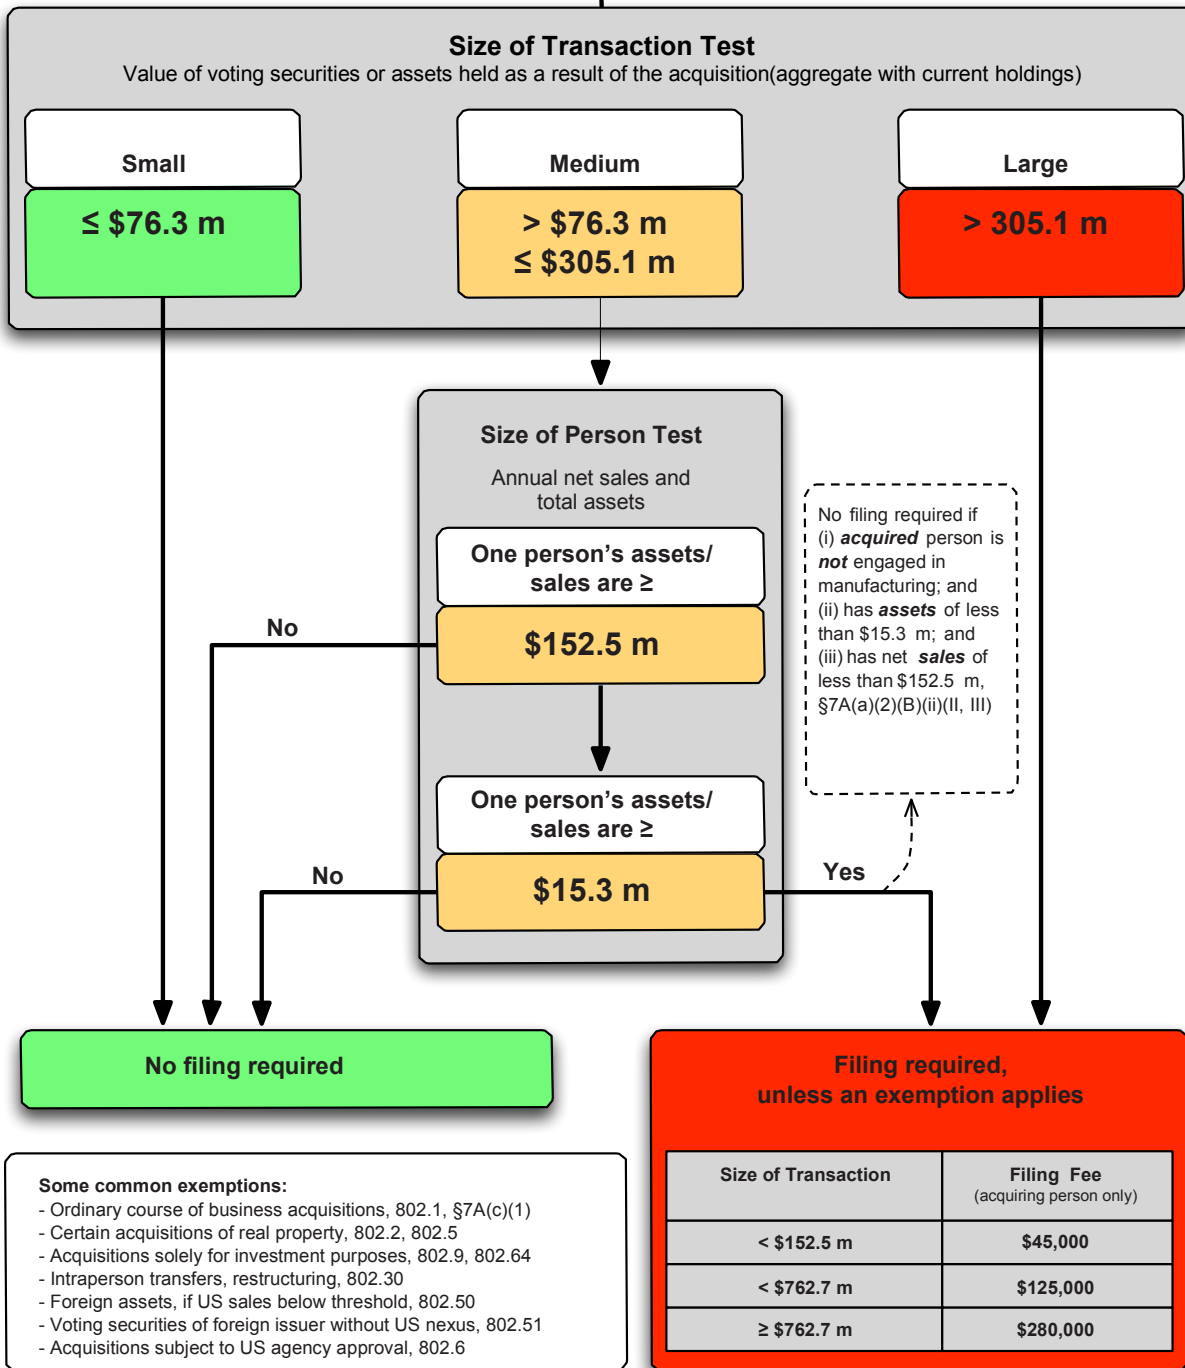 Size of Transaction Test
Value of voting securities or assets held as a result of the acquisition(aggregate with current holdings)
Small
Medium
Large
≤ $76.3 m
> $76.3 m
≤ $305.1 m
> 305.1 m
Size of Person Test
Annual net sales and
total assets
One person’s assets/
sales are ≥
$152.5 m
No
One person’s assets/
sales are ≥
$15.3 m
No
Yes
No filing required if
(i) acquired person is
not engaged in
manufacturing; and
(ii) has assets of less
than $15.3 m; and
(iii) has net sales of
less than $152.5 m,
§7A(a)(2)(B)(ii)(II, III)
No filing required
Filing required,
unless an exemption applies
Size of Transaction
Filing Fee
(acquiring person only)
< $152.5 m
$45,000
< $762.7 m
$125,000
≥ $762.7 m
$280,000
Some common exemptions:
- Ordinary course of business acquisitions, 802.1, §7A(c)(1)
- Certain acquisitions of real property, 802.2, 802.5
- Acquisitions solely for investment purposes, 802.9, 802.64
- Intraperson transfers, restructuring, 802.30
- Foreign assets, if US sales below threshold, 802.50
- Voting securities of foreign issuer without US nexus, 802.51
- Acquisitions subject to US agency approval, 802.6